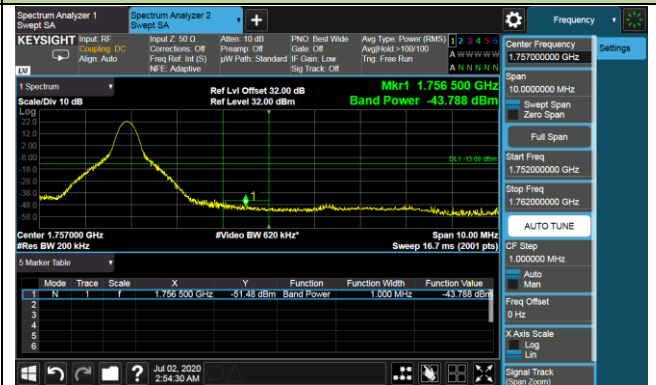 Spectrum Analyzer 1
Swept SA
Spectrum Analyzer 2
Swept SA
+
Frequency
KEYSIGHT
Input: RF
Coupling: DC
Align: Auto
Input Z: 50 Ω
Corrections: Off
Freq Ref: Int (S)
NFE: Adaptive
Atten: 10 dB
Preamp: Off
µW Path: Standard
PNO: Best Wide
Gate: Off
IF Gain: Low
Sig Track: Off
Avg Type: Power (RMS)
Avg|Hold:>100/100
Trig: Free Run
1 2 3 4 5 6
A W W W W W
A N N N N N
LXI
1 Spectrum
Scale/Div 10 dB
Ref Lvl Offset 32.00 dB
Ref Level 32.00 dBm
Mkr1 1.756 500 GHz
Band Power -43.788 dBm
Log
22.0
12.0
2.00
-8.00
-18.0
-28.0
-38.0
-48.0
-58.0
DL1 -13.00 dBm
1
Center 1.757000 GHz
#Res BW 200 kHz
#Video BW 620 kHz*
Span 10.00 MHz
Sweep 16.7 ms (2001 pts)
5 Marker Table
Mode Trace Scale X Y Function Function Width Function Value
1 N 1 f 1.756 500 GHz -51.48 dBm Band Power 1.000 MHz -43.788 dBm
2
3
4
5
6
Jul 02, 2020
2:54:30 AM
Center Frequency
1.757000000 GHz
Settings
Span
10.0000000 MHz
Swept Span
Zero Span
Full Span
Start Freq
1.752000000 GHz
Stop Freq
1.762000000 GHz
AUTO TUNE
CF Step
1.000000 MHz
Auto
Man
Freq Offset
0 Hz
X Axis Scale
Log
Lin
Signal Track
(Span Zoom)